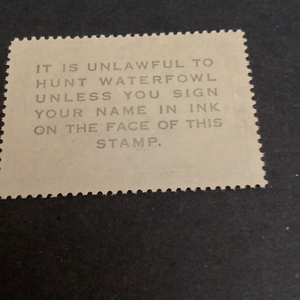 IT IS UNLAWFUL TO
HUNT WATERFOWL
UNLESS YOU SIGN
YOUR NAME IN INK
ON THE FACE OF THIS
STAMP.